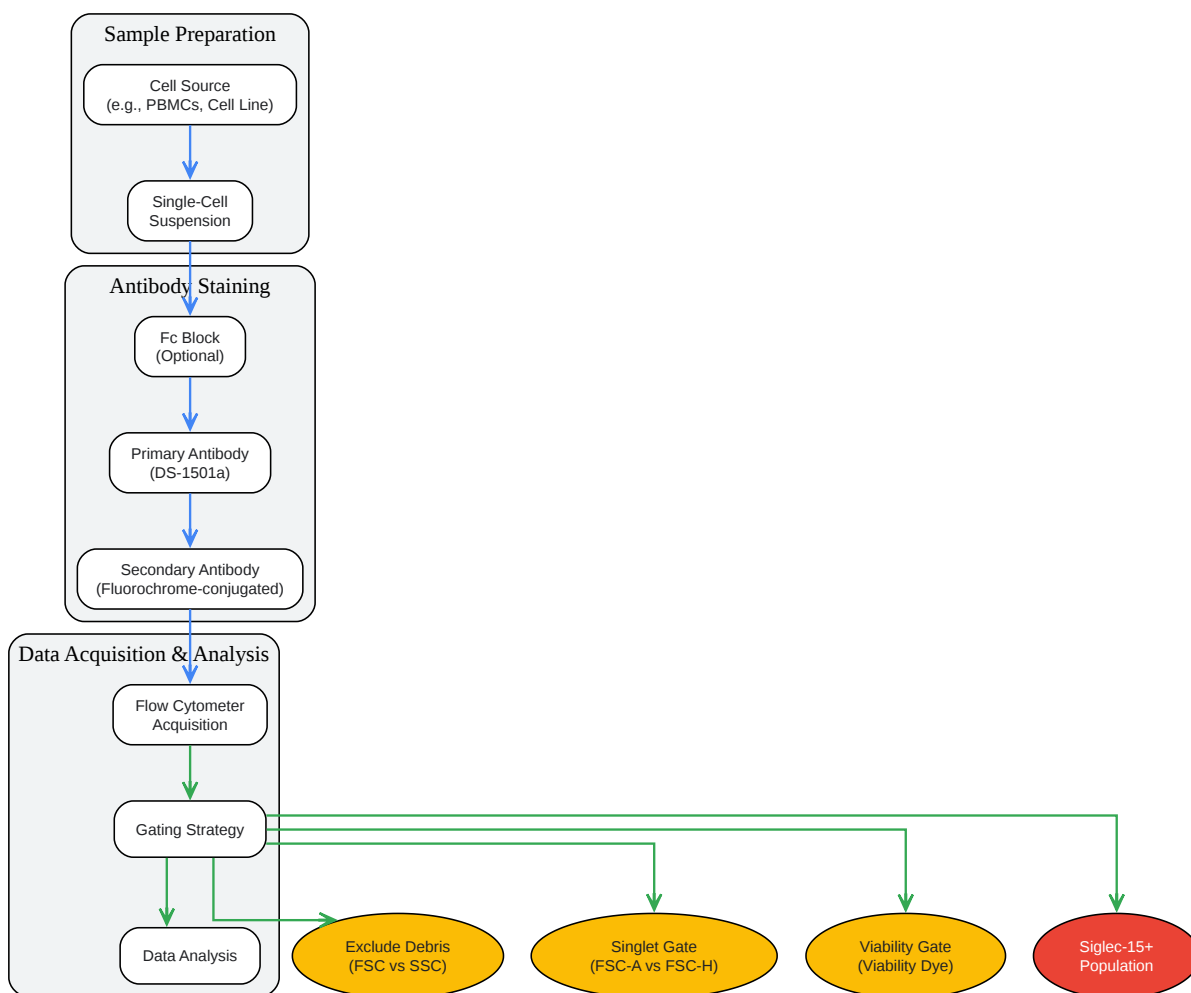 Sample Preparation
Cell Source
(e.g., PBMCs, Cell Line)
Single-Cell
Suspension
Antibody Staining
Fc Block
(Optional)
Primary Antibody
(DS-1501a)
Secondary Antibody
(Fluorochrome-conjugated)
Data Acquisition & Analysis
Flow Cytometer
Acquisition
Gating Strategy
Data Analysis
Exclude Debris
(FSC vs SSC)
Singlet Gate
(FSC-A vs FSC-H)
Viability Gate
(Viability Dye)
Siglec-15+
Population